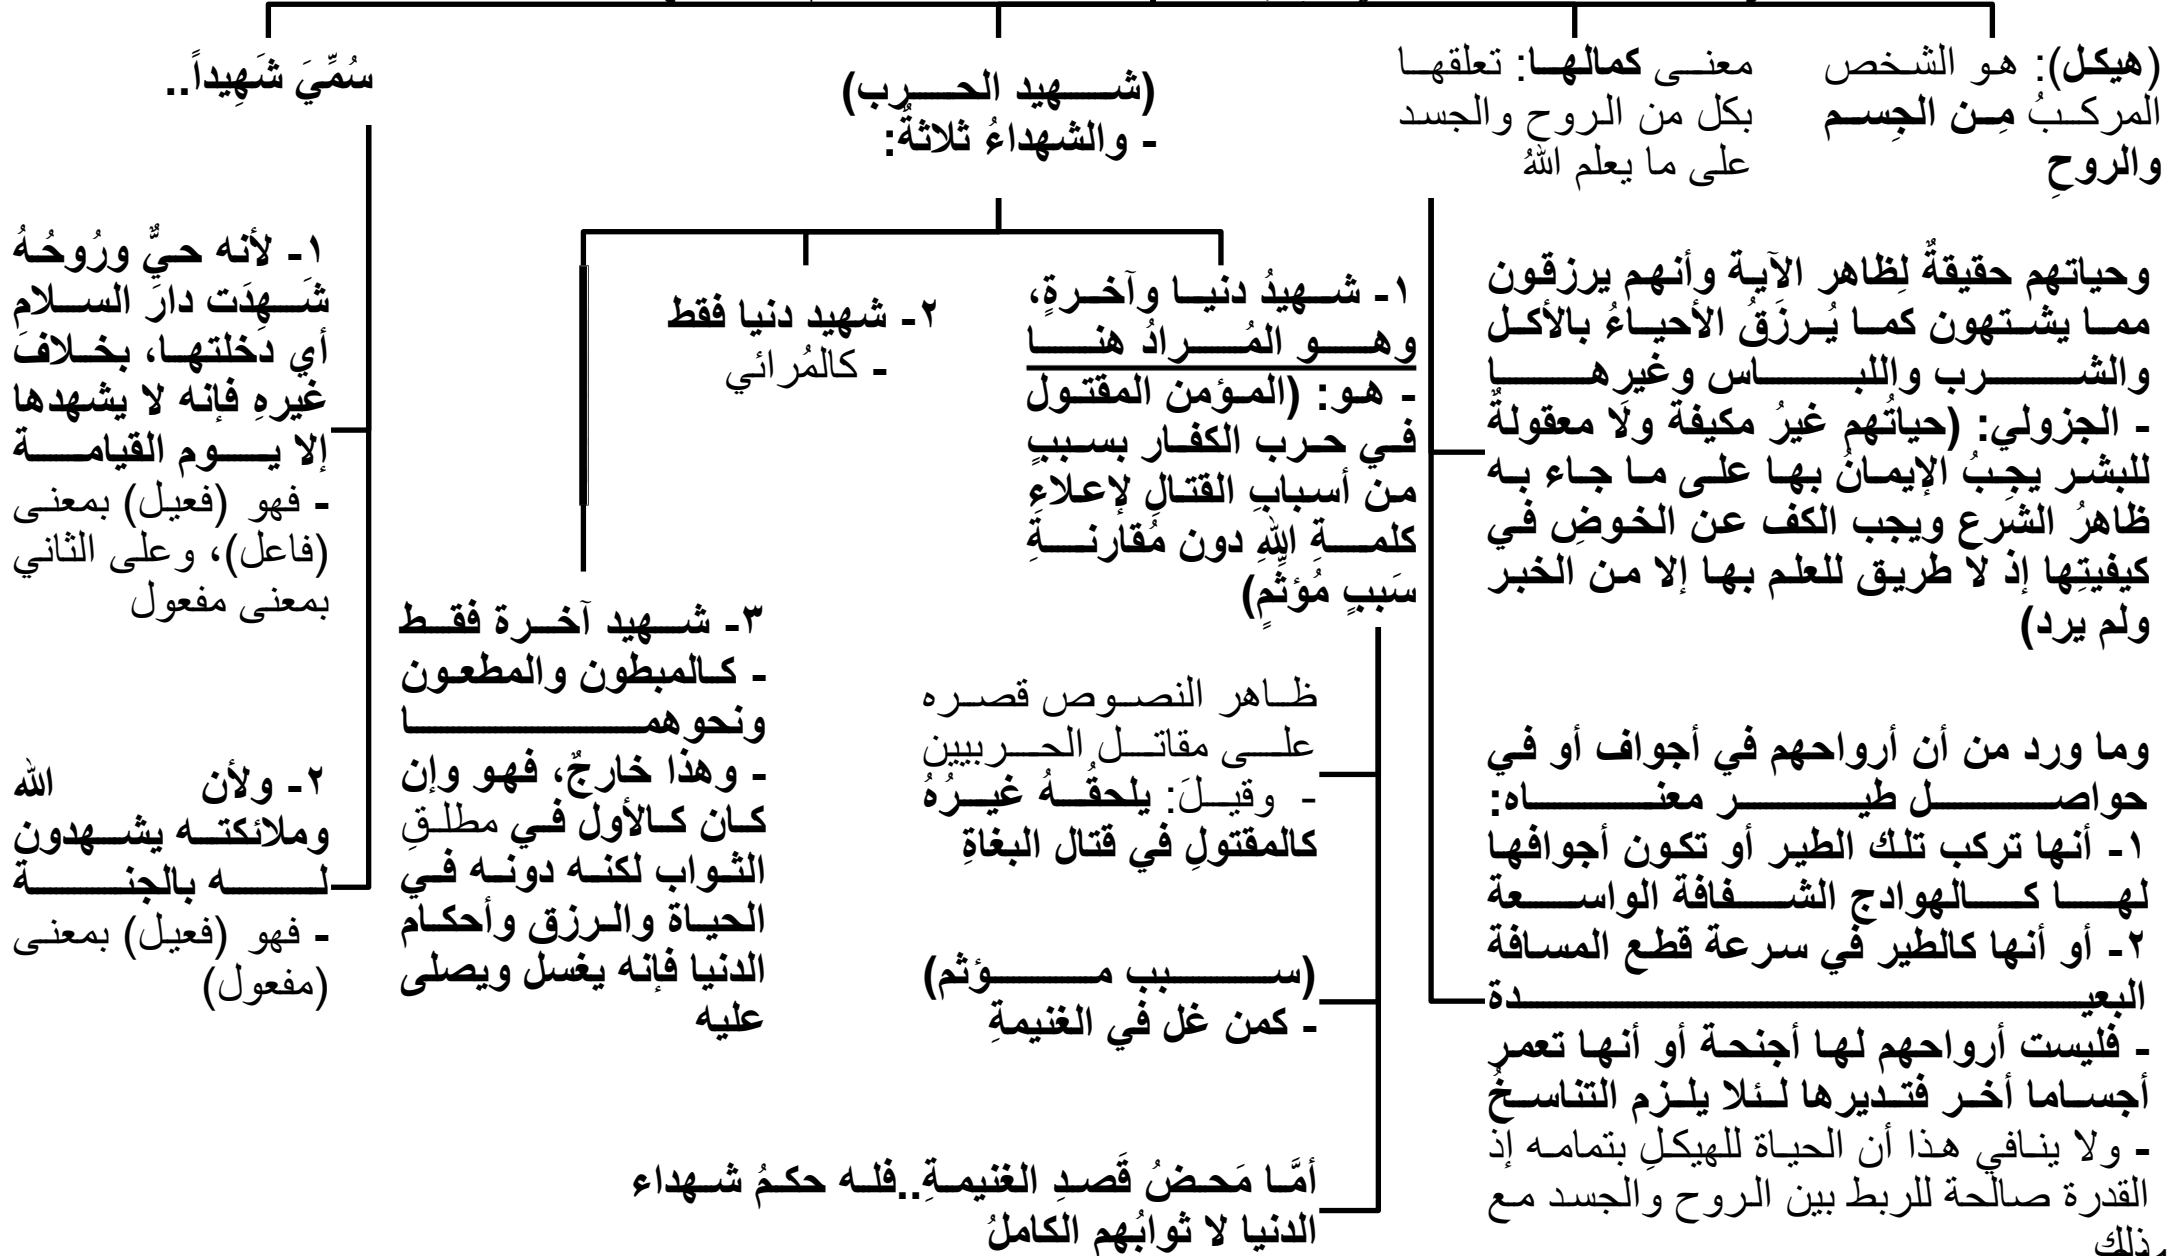 (هيكل): هو الشخص
المركبُ مِن الجِسم
والروحِ
معنى كمالها: تعلقها
بكل من الروح والجسد
على ما يعلم اللهُ
وحياتهم حقيقةٌ لِظاهر الآية وأنهم يرزقون
مما يشتهون كما يُرزَقُ الأحياءُ بالأكل
والشرب واللباس وغيرها
- الجزولي: (حياتُهم غيرُ مكيفة ولَا معقولةٌ
للبشر يجِبُ الإيمانُ بها على ما جاء به
ظاهرُ الشرع ويجب الكف عن الخوضِ في
كيفيتِها إذْ لا طريق للعلم بها إلا من الخبر
ولم يرد)
وما ورد من أن أرواحهم في أجواف أو في
حواصل طير معناه:
١- أنها تركب تلك الطير أو تكون أجوافها
لها كالهوادج الشفافة الواسعة
٢- أو أنها كالطير في سرعة قطع المسافة
البعيدة
- فليست أرواحهم لها أجنحة أو أنها تعمر
أجساما أخر فتديرها لئلا يلزم التناسخُ
- ولا ينافي هذا أن الحياة للهيكلِ بتمامه إذ
القدرة صالحة للربط بين الروح والجسد مع
ذلك
(شهيد الحرب)
- والشهداءُ ثلاثةٌ:
١- شهيدُ دنيا وآخرةٍ،
وهو المُرادُ هنا
- هو: (المؤمن المقتول
في حرب الكفار بسببٍ
من أسبابِ القتالِ لإعلاءِ
كلمةِ اللهِ دون مُقارنةِ
سَببٍ مُؤثِّمٍ)
ظاهر النصوص قصره
على مقاتل الحربيين
- وقيلَ: يلحقُهُ غيرُهُ
كالمقتولِ في قتال البغاةِ
(سبب مؤثم)
- كمن غل في الغنيمةِ
أمَّا مَحضُ قَصدِ الغنيمةِ..فله حكمُ شهداء
الدنيا لا ثوابُهم الكاملُ
٢- شهيد دنيا فقط
- كالمُرائي
٣- شهيد آخرة فقط
- كالمبطون والمطعون
ونحوهما
- وهذا خارجٌ، فهو وإن
كان كالأول في مطلقِ
الثواب لكنه دونه في
الحياة والرزق وأحكام
الدنيا فإنه يغسل ويصلى
عليه
سُمِّيَ شَهِيداً..
١- لأنه حيٌّ ورُوحُهُ
شَهِدَت دارَ السلامِ
أي دَخلتها، بخلافَ
غيرهِ فإنه لا يشهدها
إلا يوم القيامة
- فهو (فعيل) بمعنى
(فاعل)، وعلى الثاني
بمعنى مفعول
٢- ولأن الله
وملائكته يشهدون
له بالجنة
- فهو (فعيل) بمعنى
(مفعول)